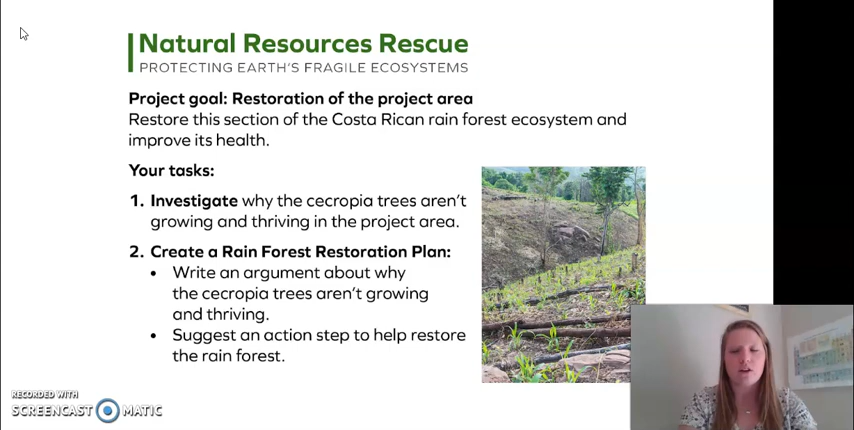 Natural Resources Rescue
PROTECTING EARTH'S FRAGILE ECOSYSTEMS
Project goal: Restoration of the project area
Restore this section of the Costa Rican rain forest ecosystem and
improve its health.
Your tasks:
1. Investigate why the cecropia trees aren't
growing and thriving in the project area.
2. Create a Rain Forest Restoration Plan:
• Write an argument about why
the cecropia trees aren't growing
and thriving.
• Suggest an action step to help restore
the rain forest.
RECORDED WITH
SCREENCAST MATIC